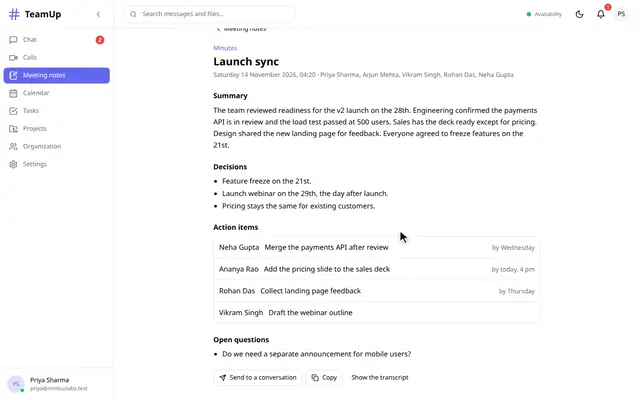 TeamUp
Search messages and files...
Availability
1
PS
Chat
2
Calls
Meeting notes
Calendar
Tasks
Projects
Organization
Settings
Meeting notes
Minutes
Launch sync
Saturday 14 November 2026, 04:20 · Priya Sharma, Arjun Mehta, Vikram Singh, Rohan Das, Neha Gupta
Summary
The team reviewed readiness for the v2 launch on the 28th. Engineering confirmed the payments
API is in review and the load test passed at 500 users. Sales has the deck ready except for pricing.
Design shared the new landing page for feedback. Everyone agreed to freeze features on the
21st.
Decisions
• Feature freeze on the 21st.
• Launch webinar on the 29th, the day after launch.
• Pricing stays the same for existing customers.
Action items
Neha Gupta Merge the payments API after review by Wednesday
Ananya Rao Add the pricing slide to the sales deck by today, 4 pm
Rohan Das Collect landing page feedback by Thursday
Vikram Singh Draft the webinar outline
Open questions
• Do we need a separate announcement for mobile users?
Send to a conversation Copy Show the transcript
PS
Priya Sharma
priya@nimbuslabs.test